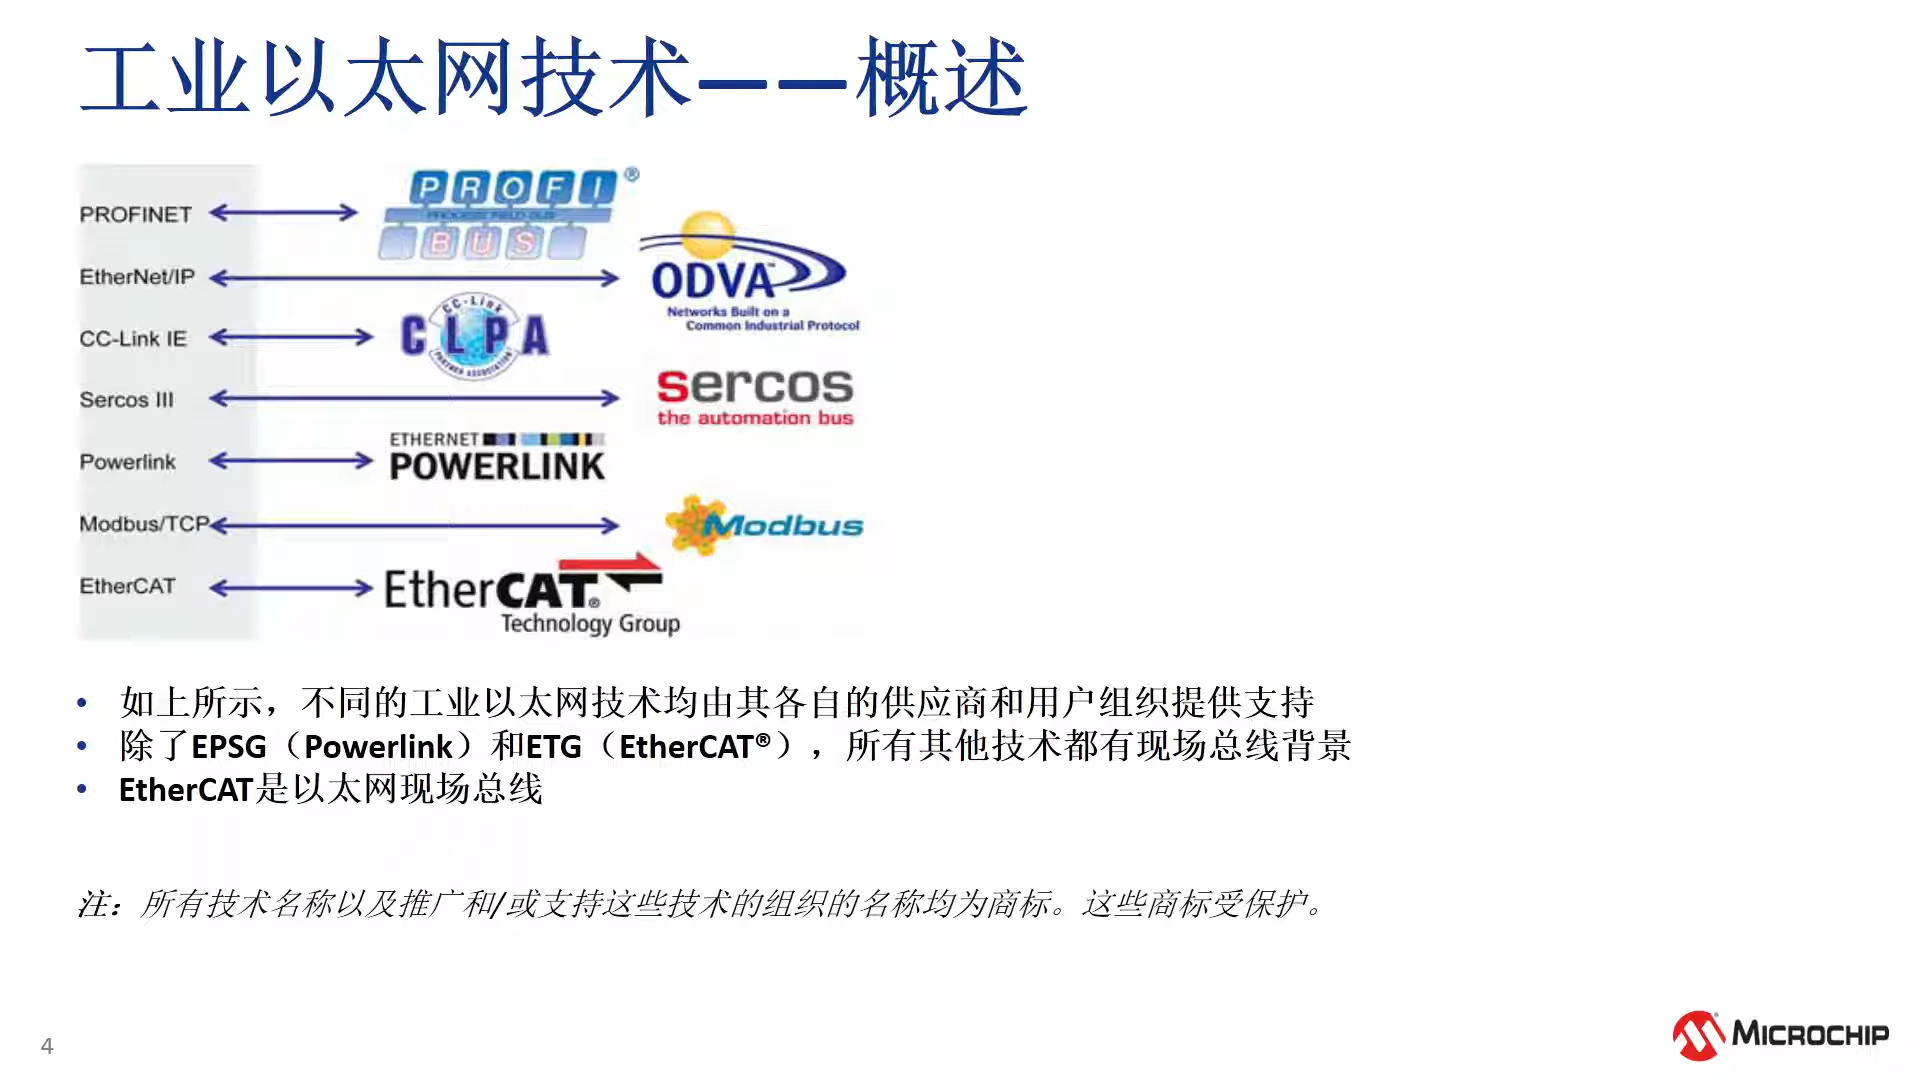 工业以太网技术——概述
PROFINET
PROFI®
PROCESS FIELD BUS
BUS
EtherNet/IP
ODVA™
Networks Built on a
Common Industrial Protocol
CC-Link IE
CC-Link
CLPA
PARTNER ASSOCIATION
Sercos III
sercos
the automation bus
Powerlink
ETHERNET
POWERLINK
Modbus/TCP
Modbus
EtherCAT
EtherCAT®
Technology Group
• 如上所示，不同的工业以太网技术均由其各自的供应商和用户组织提供支持
• 除了EPSG（Powerlink）和ETG（EtherCAT®），所有其他技术都有现场总线背景
• EtherCAT是以太网现场总线
注：所有技术名称以及推广和/或支持这些技术的组织的名称均为商标。这些商标受保护。
4
MICROCHIP